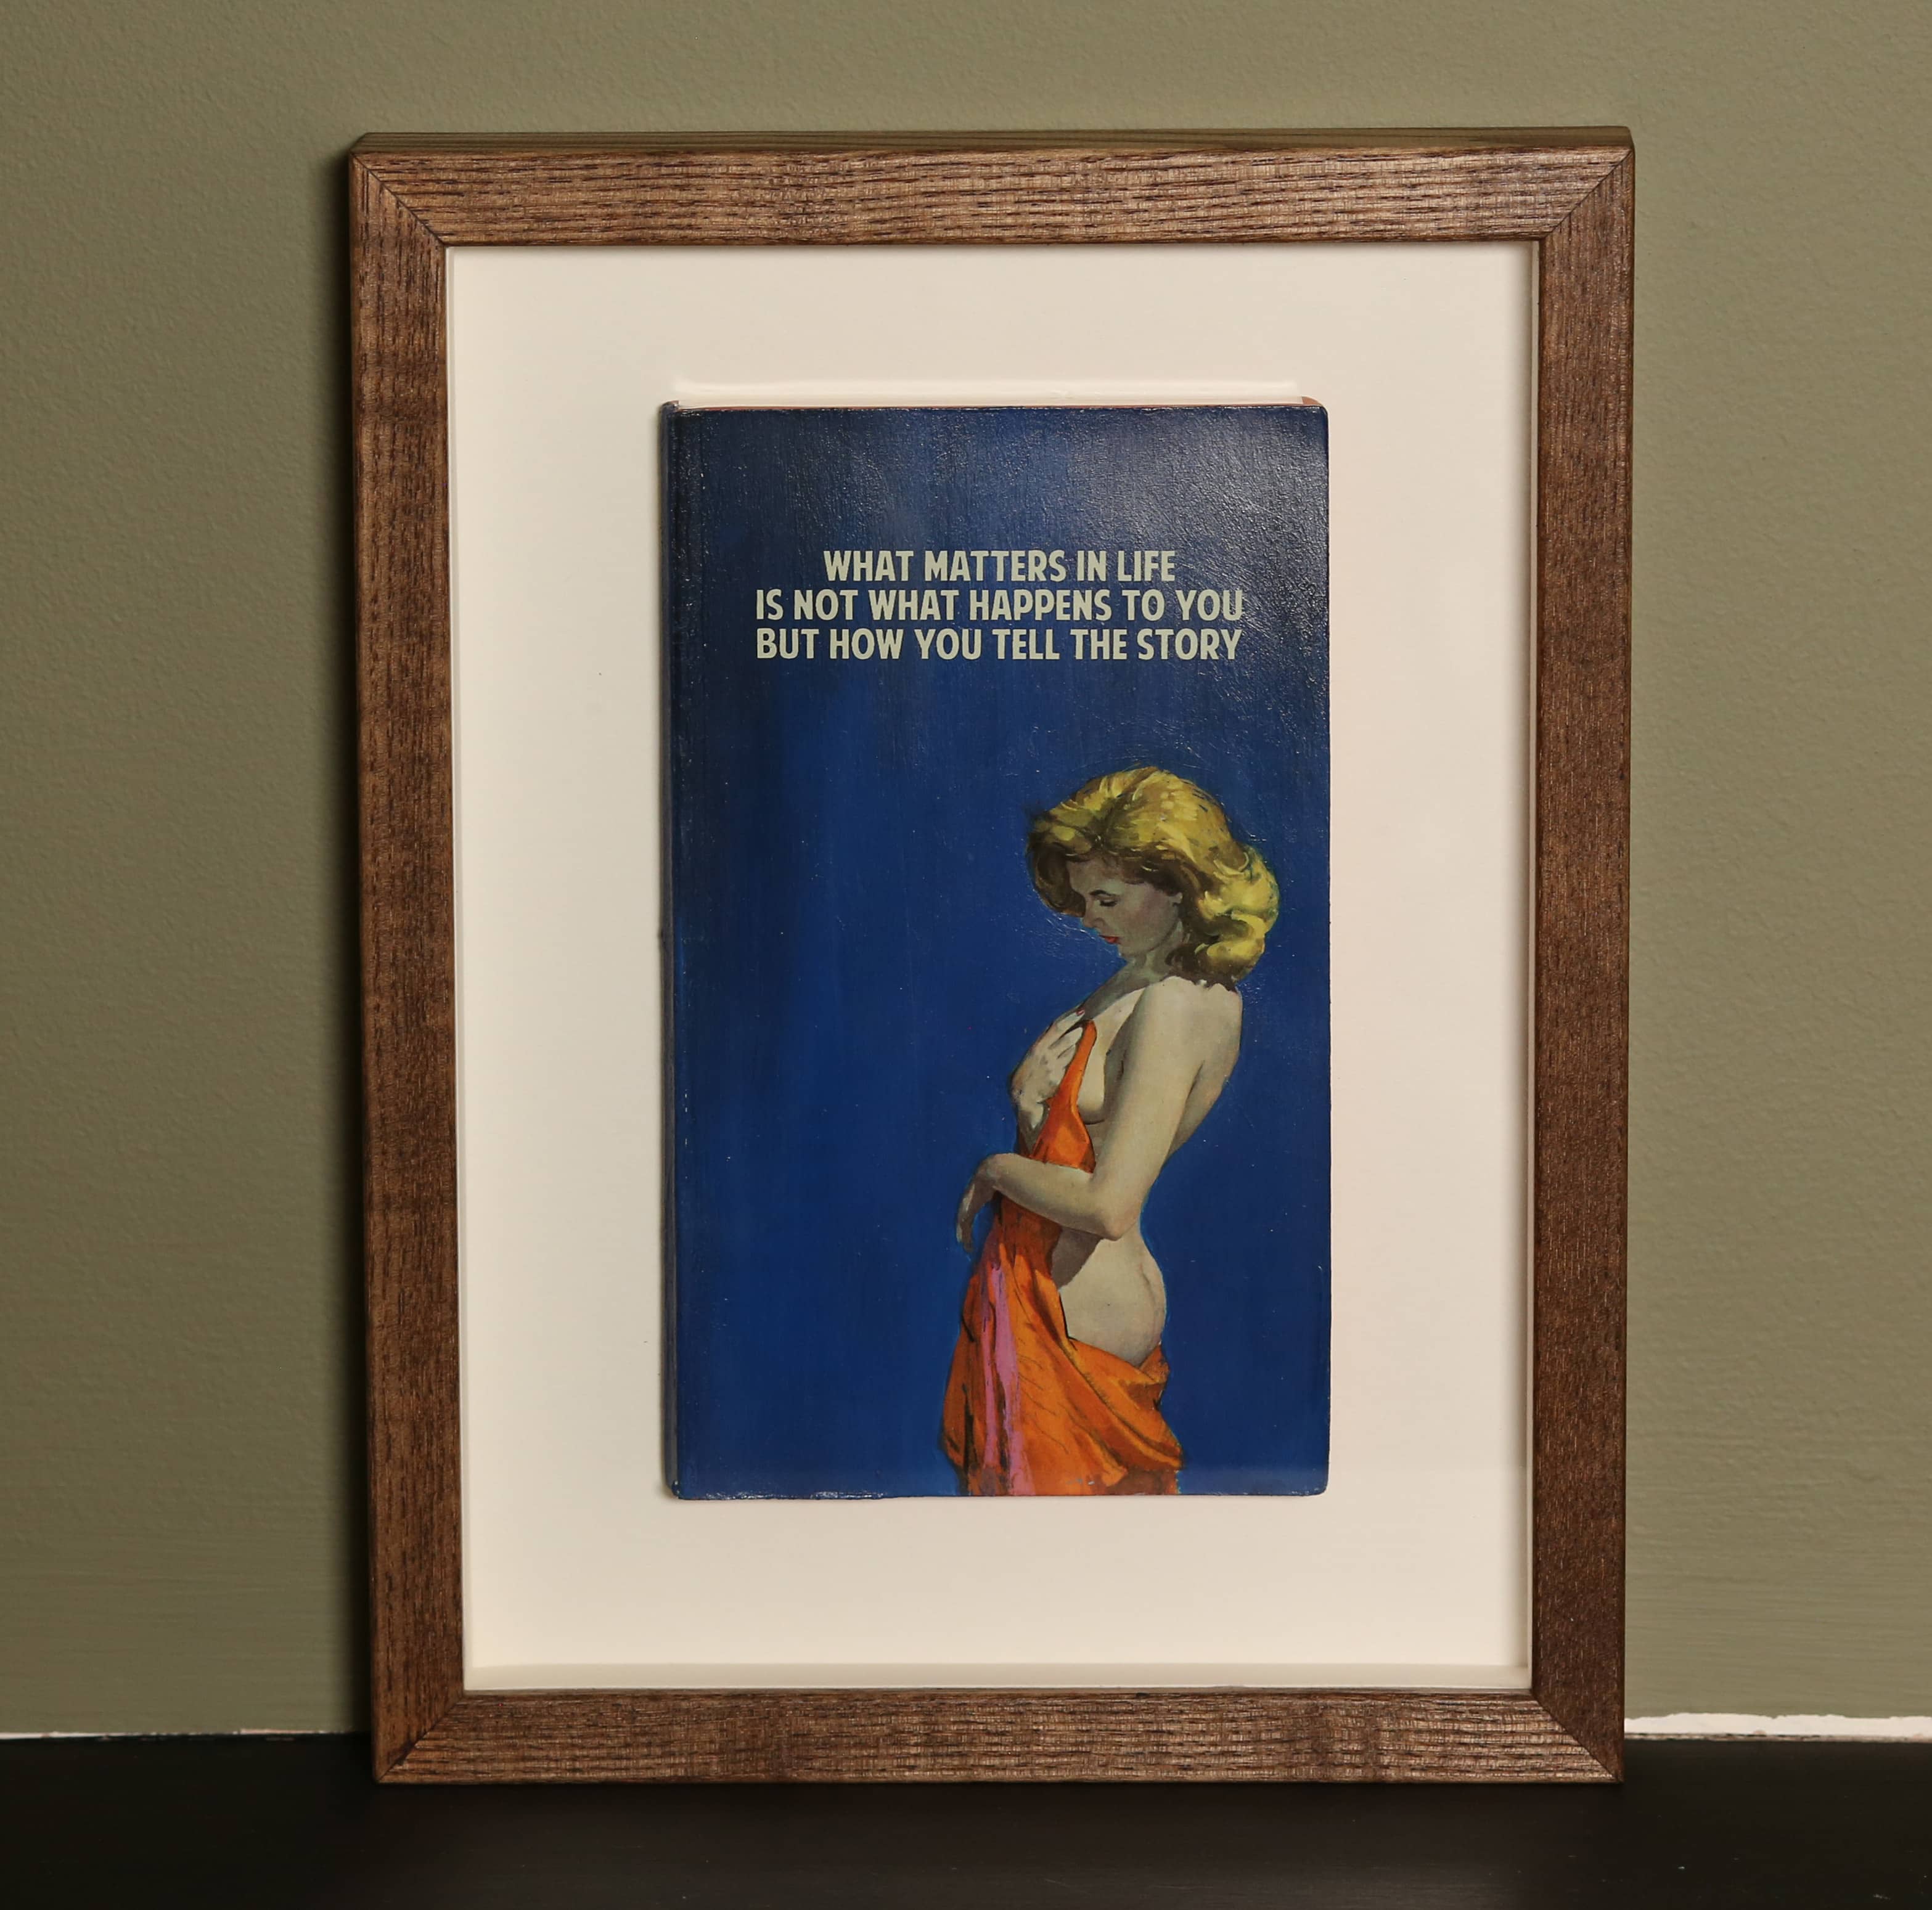 WHAT MATTERS IN LIFE
IS NOT WHAT HAPPENS TO YOU
BUT HOW YOU TELL THE STORY